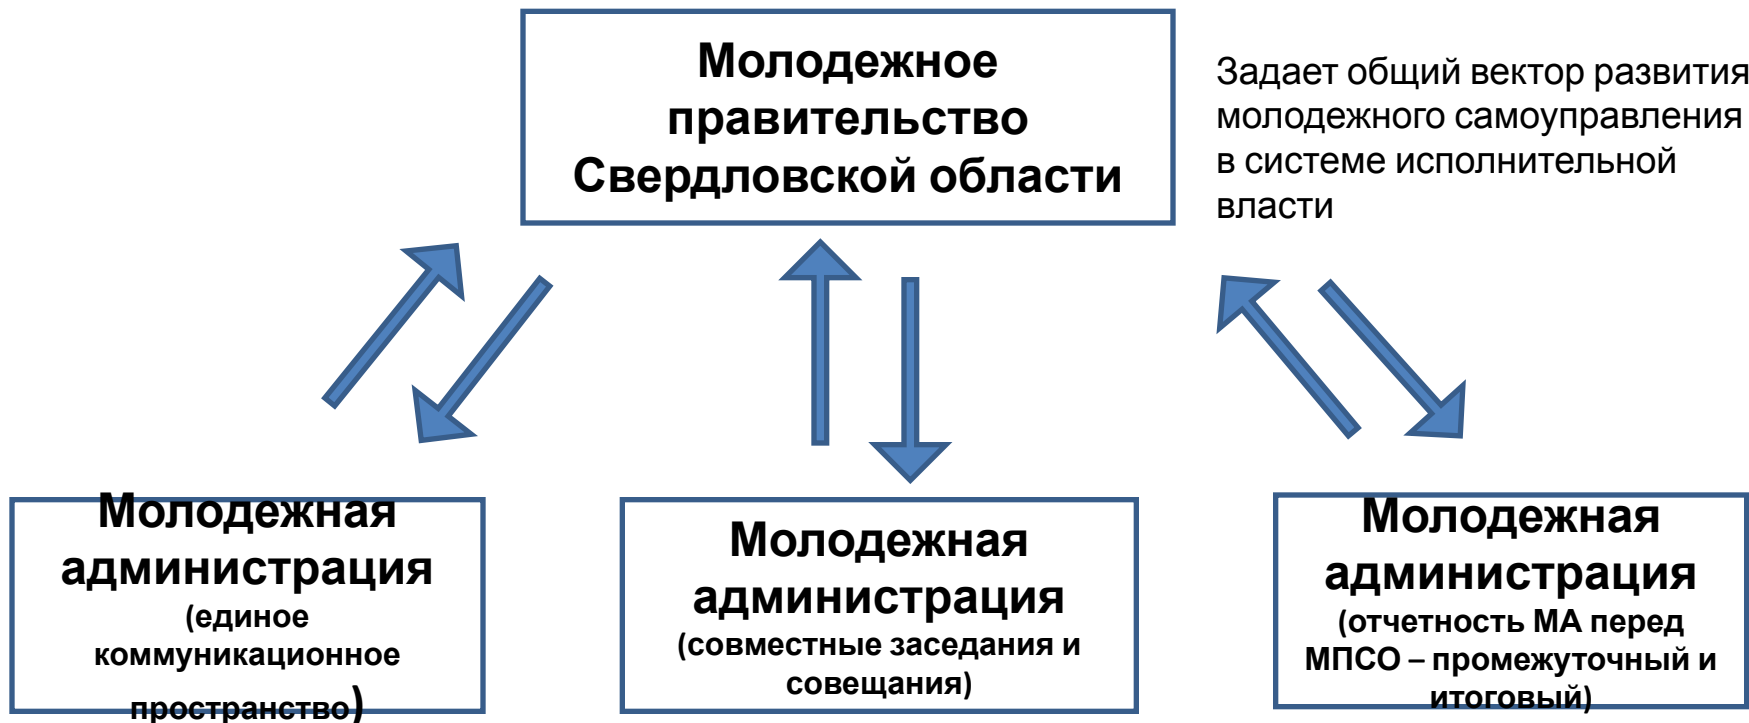 Молодежное
правительство
Свердловской области
Задает общий вектор развития
молодежного самоуправления
в системе исполнительной
власти
Молодежная
администрация
(единое
коммуникационное
пространство)
Молодежная
администрация
(совместные заседания и
совещания)
Молодежная
администрация
(отчетность МА перед
МПСО – промежуточный и
итоговый)